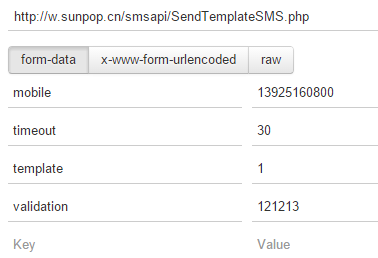 http://w.sunpop.cn/smsapi/SendTemplateSMS.php
form-data x-www-form-urlencoded raw
mobile 13925160800
timeout 30
template 1
validation 121213
Key Value